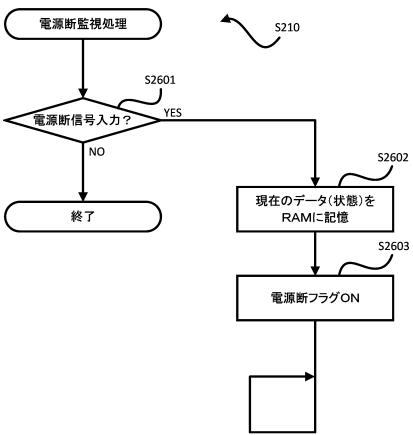 電源断監視処理
S210
S2601
電源断信号入力？
YES
NO
S2602
現在のデータ（状態）を
ＲＡＭに記憶
終了
S2603
電源断フラグＯＮ